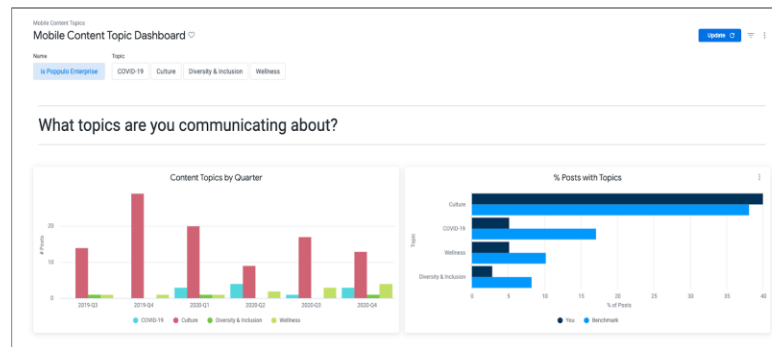 Mobile Content Topics
Mobile Content Topic Dashboard ♡
Update
Name
Topic
is Poppulo Enterprise
COVID-19
Culture
Diversity & Inclusion
Wellness
What topics are you communicating about?
Content Topics by Quarter
# Posts
20
10
0
2019-Q3
2019-Q4
2020-Q1
2020-Q2
2020-Q3
2020-Q4
COVID-19
Culture
Diversity & Inclusion
Wellness
% Posts with Topics
Topic
Culture
COVID-19
Wellness
Diversity & Inclusion
0
5
10
15
20
25
30
35
40
% of Posts
You
Benchmark